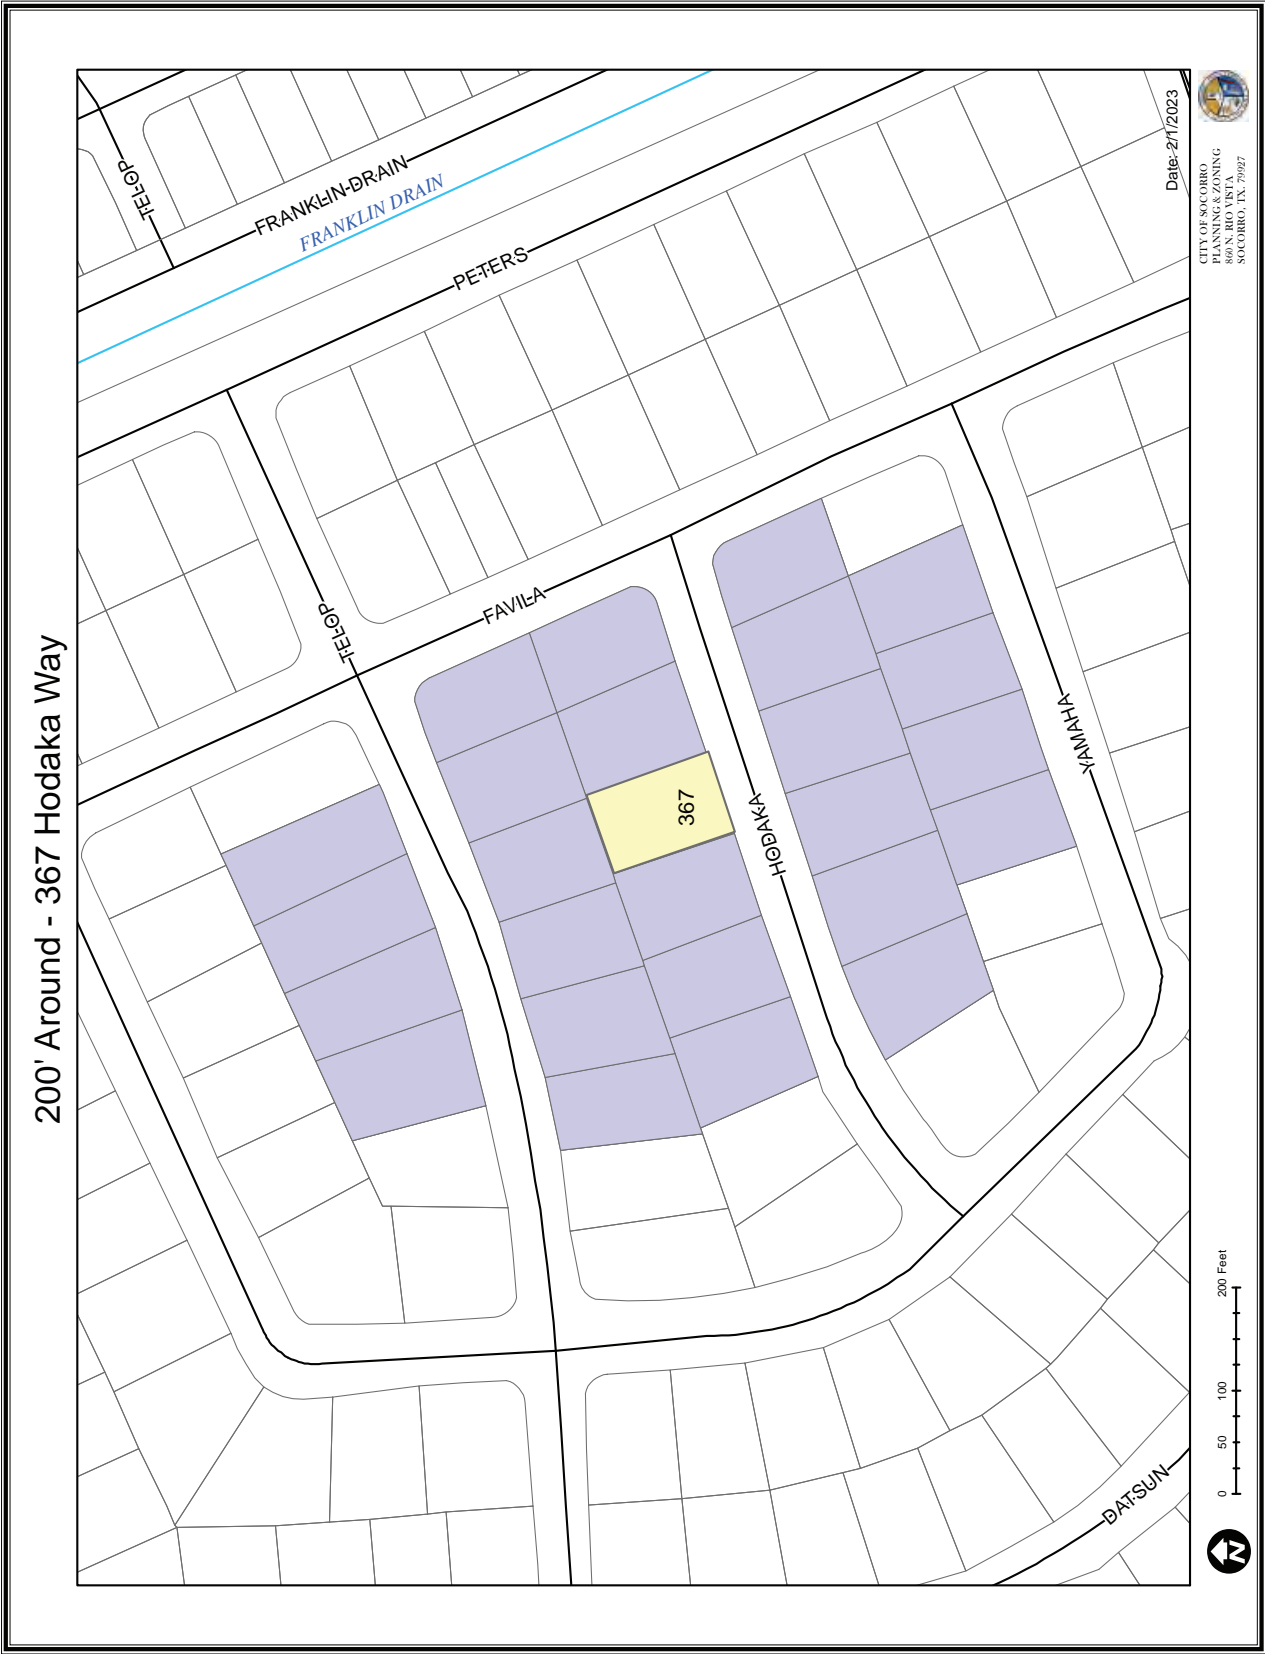 200' Around - 367 Hodaka Way
TELOP
FRANKLIN DRAIN
FRANKLIN DRAIN
PETERS
TELOP
FAVILA
367
HODAKA
YAMAHA
DATSUN
Date: 2/1/2023
CITY OF SOCORRO
PLANNING & ZONING
860 N. RIO VISTA
SOCORRO, TX. 79927
0 50 100 200 Feet
N